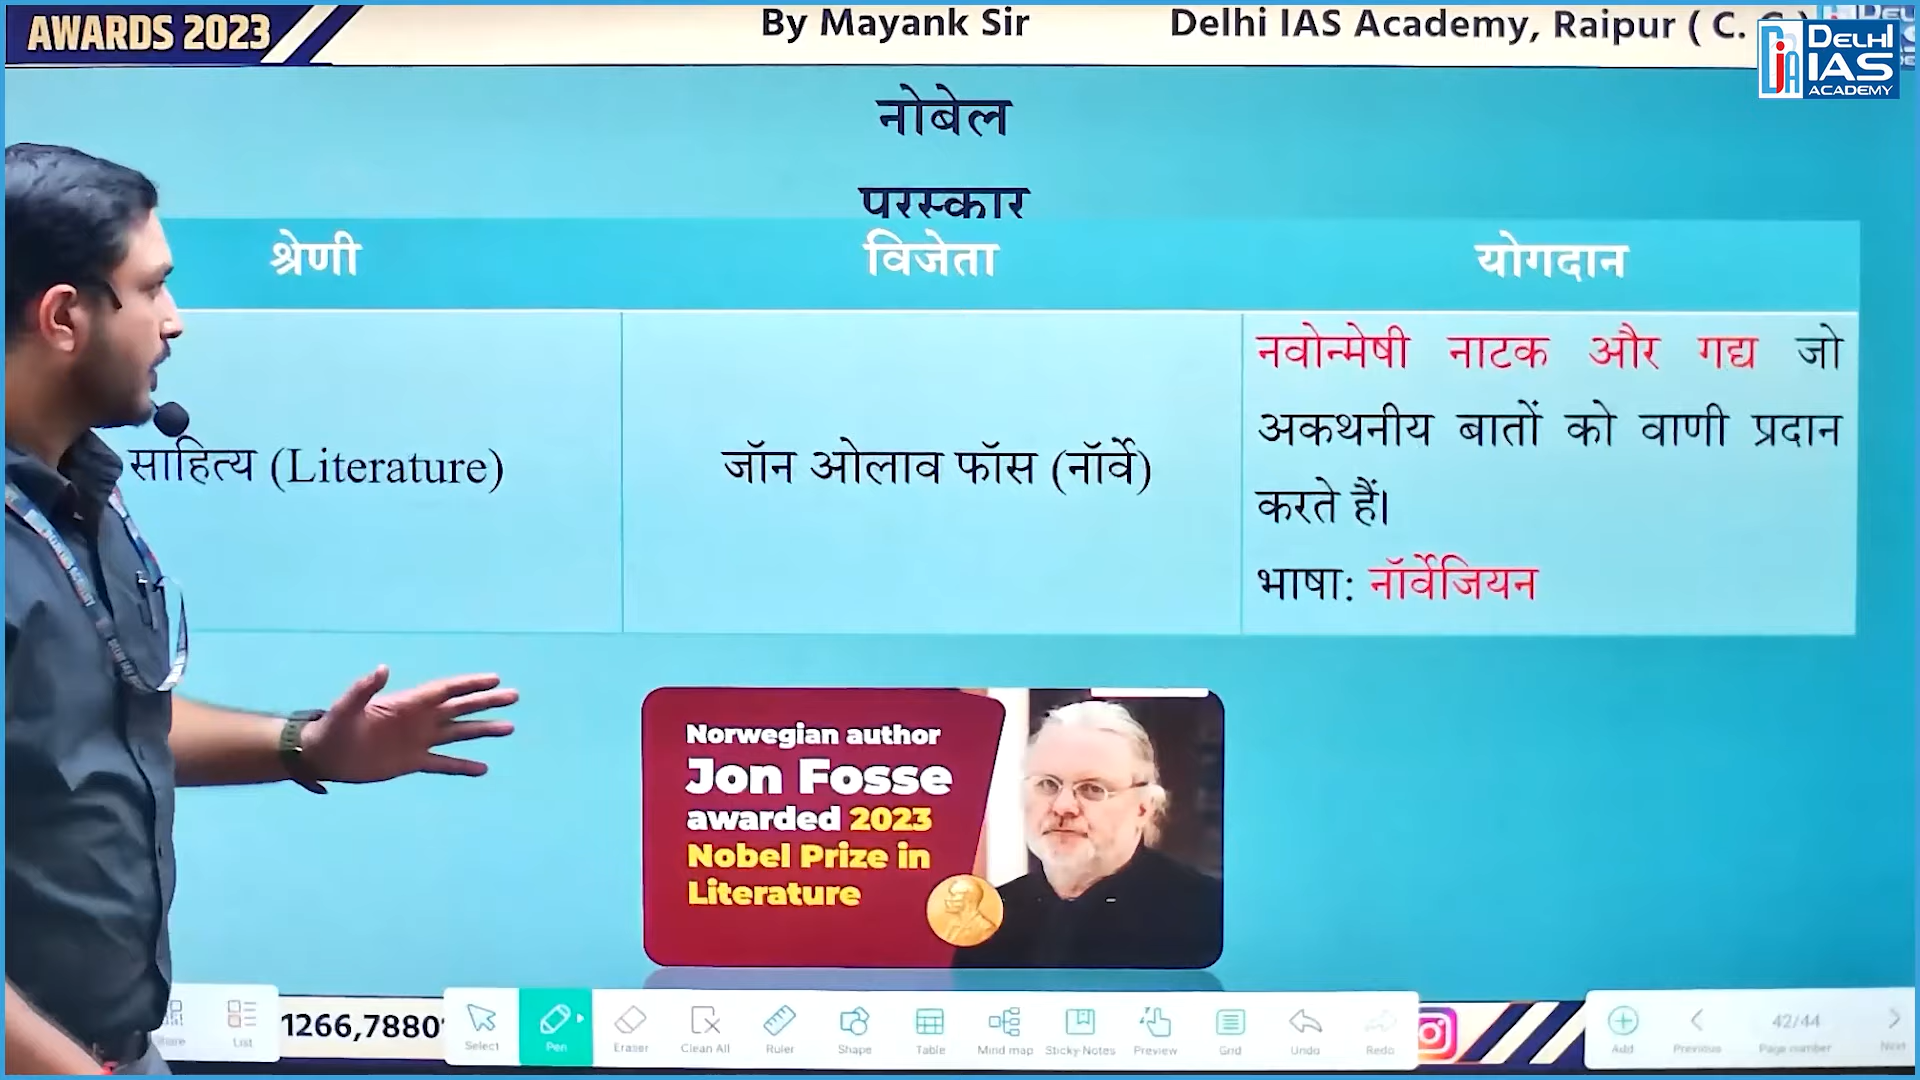 AWARDS 2023
By Mayank Sir
Delhi IAS Academy, Raipur ( C.
DELHI
IAS
ACADEMY
नोबेल
पुरस्कार
श्रेणी
विजेता
योगदान
साहित्य (Literature)
जॉन ओलाव फॉस (नॉर्वे)
नवोन्मेषी नाटक और गद्य जो
अकथनीय बातों को वाणी प्रदान
करते हैं।
भाषा: नॉर्वेजियन
Norwegian author
Jon Fosse
awarded 2023
Nobel Prize in
Literature
Share
List
1266,7880
Select
Pen
Eraser
Clean All
Ruler
Shape
Table
Mind map
Sticky Notes
Preview
Grid
Undo
Redo
Add
Previous
42/44
Page number
Next